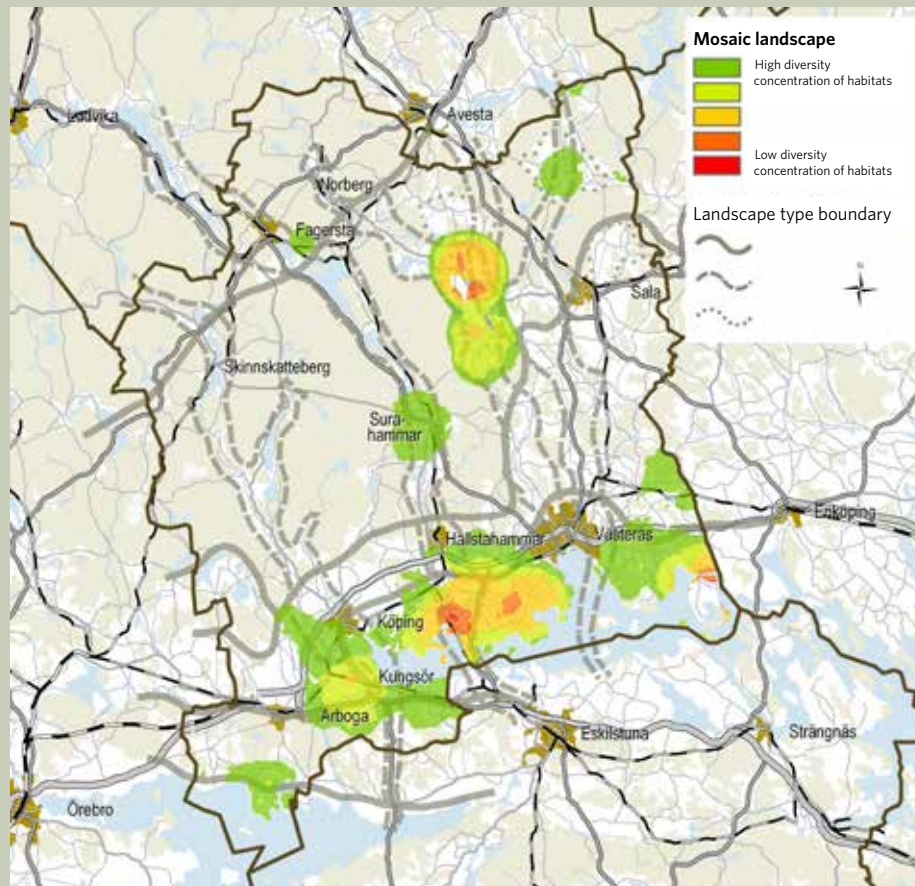 Mosaic landscape
High diversity
concentration of habitats
Low diversity
concentration of habitats
Landscape type boundary
N
Ludvika
Avesta
Norberg
Fagersta
Sala
Skinnskatteberg
Sura-
hammar
Enköping
Hallstahammar
Västerås
Köping
Kungsör
Arboga
Eskilstuna
Strängnäs
Örebro